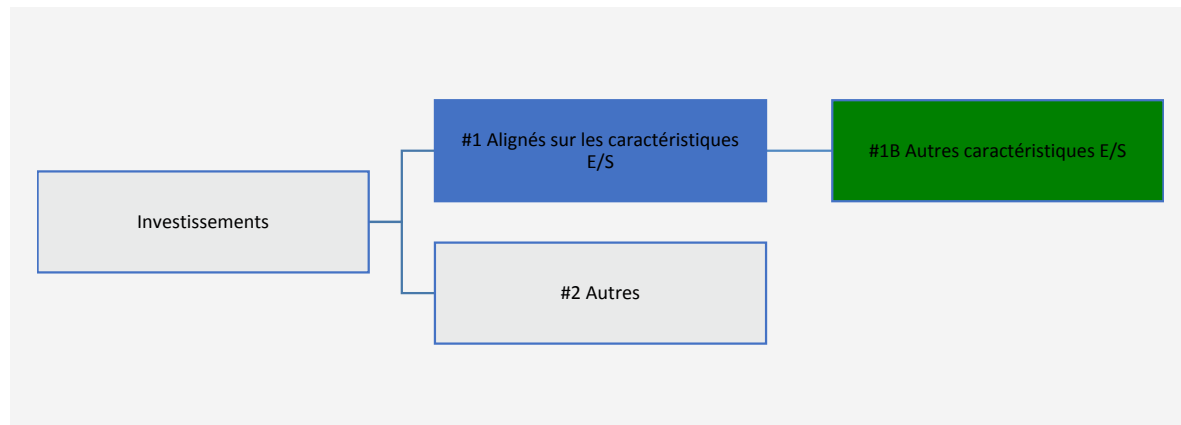 #1 Alignés sur les caractéristiques
E/S
#1B Autres caractéristiques E/S
Investissements
#2 Autres